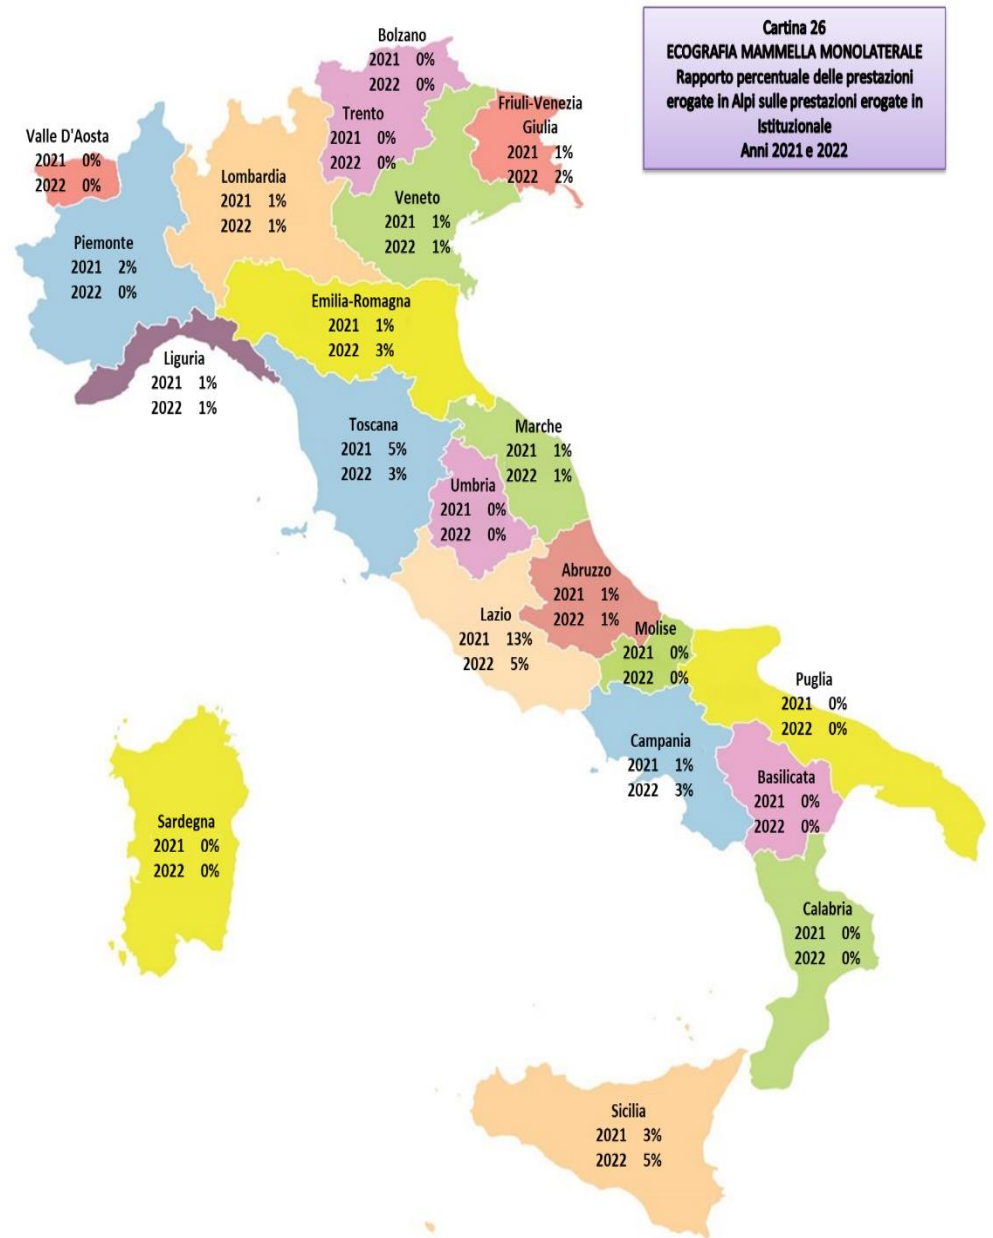 Cartina 26
ECOGRAFIA MAMMELLA MONOLATERALE
Rapporto percentuale delle prestazioni
erogate in Alpi sulle prestazioni erogate in
Istituzionale
Anni 2021 e 2022
Bolzano
2021 0%
2022 0%
Trento
2021 0%
2022 0%
Friuli-Venezia
Giulia
2021 1%
2022 2%
Valle D'Aosta
2021 0%
2022 0%
Lombardia
2021 1%
2022 1%
Veneto
2021 1%
2022 1%
Piemonte
2021 2%
2022 0%
Emilia-Romagna
2021 1%
2022 3%
Liguria
2021 1%
2022 1%
Toscana
2021 5%
2022 3%
Marche
2021 1%
2022 1%
Umbria
2021 0%
2022 0%
Abruzzo
2021 1%
2022 1%
Lazio
2021 13%
2022 5%
Molise
2021 0%
2022 0%
Puglia
2021 0%
2022 0%
Campania
2021 1%
2022 3%
Basilicata
2021 0%
2022 0%
Sardegna
2021 0%
2022 0%
Calabria
2021 0%
2022 0%
Sicilia
2021 3%
2022 5%